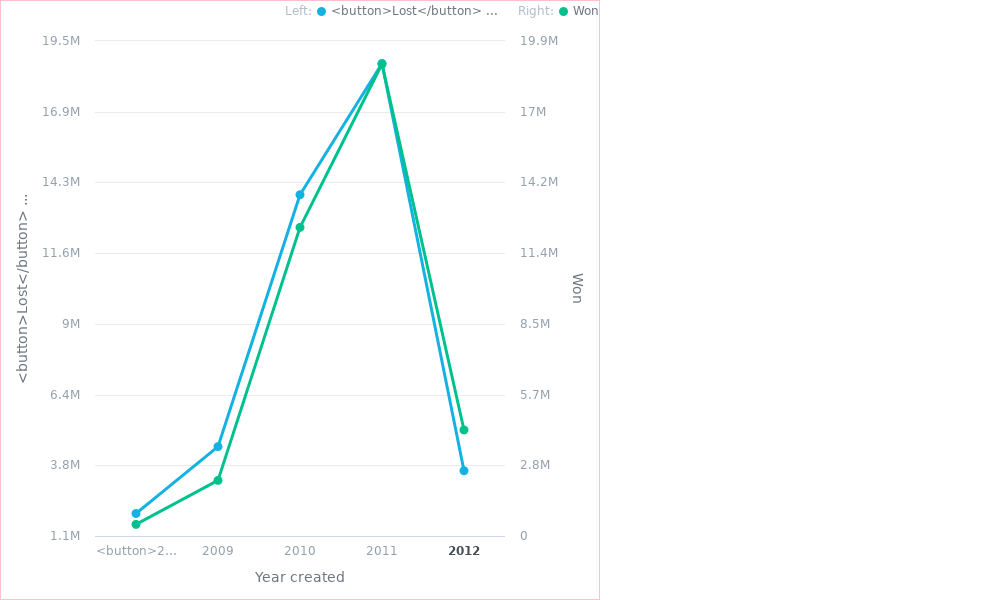 Left: <button>Lost</button> ... Right: Won
19.5M 19.9M
16.9M 17M
14.3M 14.2M
11.6M 11.4M
9M 8.5M
6.4M 5.7M
3.8M 2.8M
1.1M 0
<button>Lost</button> ...
Won
<button>2... 2009 2010 2011 2012
Year created